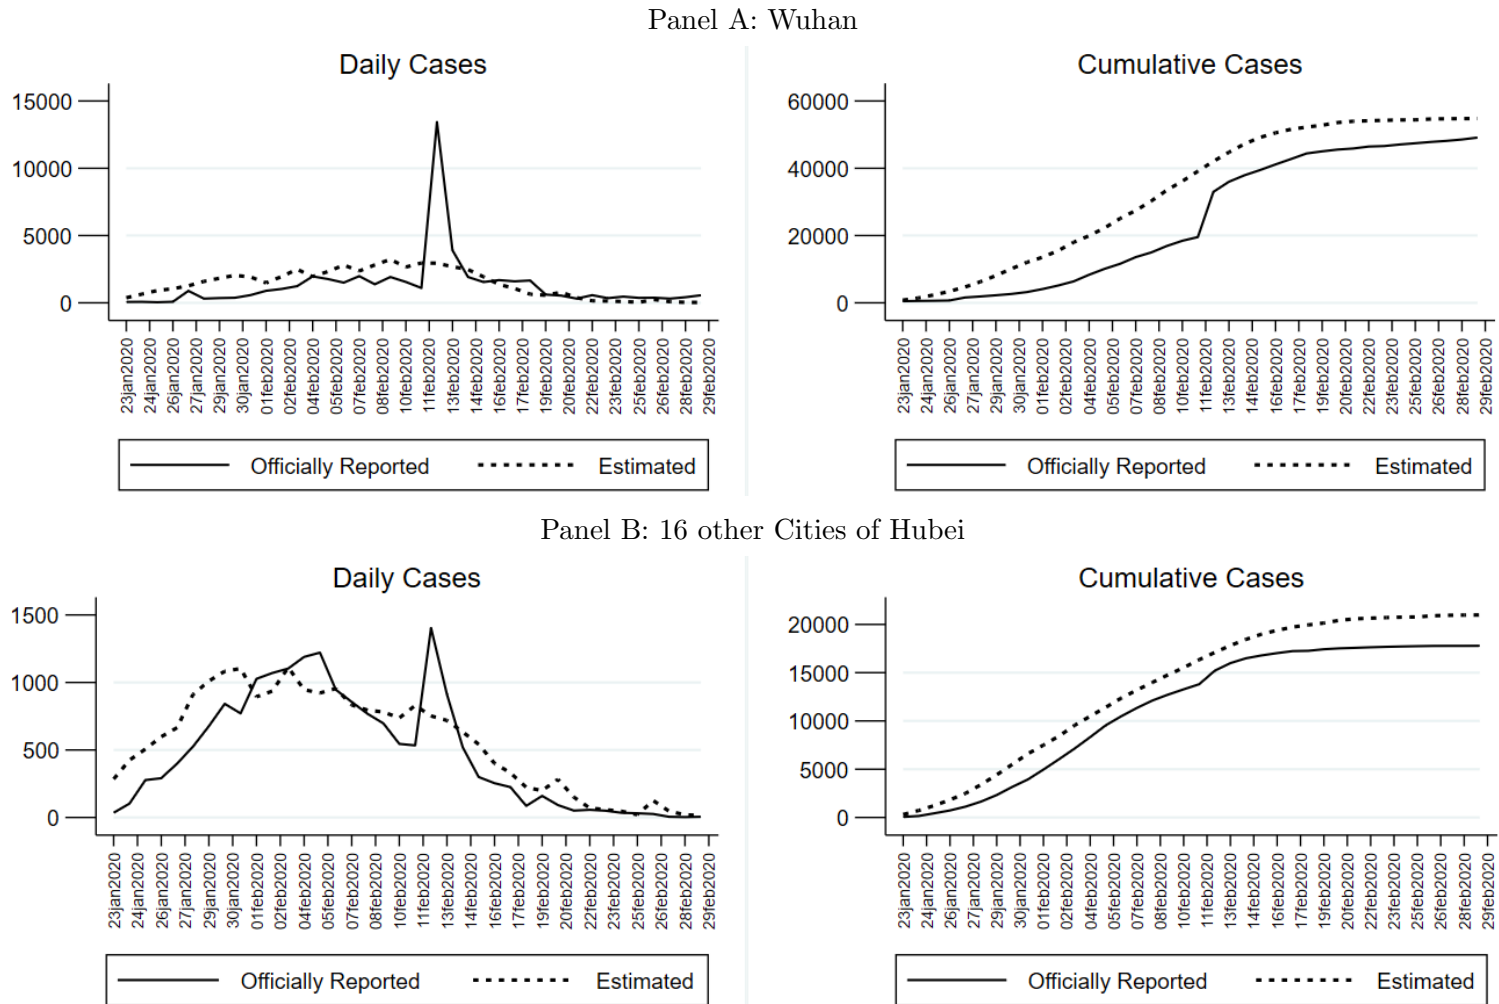 Panel A: Wuhan
Daily Cases
15000
10000
5000
0
23jan2020
24jan2020
26jan2020
27jan2020
29jan2020
30jan2020
01feb2020
02feb2020
04feb2020
05feb2020
07feb2020
08feb2020
10feb2020
11feb2020
13feb2020
14feb2020
16feb2020
17feb2020
19feb2020
20feb2020
22feb2020
23feb2020
25feb2020
26feb2020
28feb2020
29feb2020
Officially Reported Estimated
Cumulative Cases
60000
40000
20000
0
23jan2020
24jan2020
26jan2020
27jan2020
29jan2020
30jan2020
01feb2020
02feb2020
04feb2020
05feb2020
07feb2020
08feb2020
10feb2020
11feb2020
13feb2020
14feb2020
16feb2020
17feb2020
19feb2020
20feb2020
22feb2020
23feb2020
25feb2020
26feb2020
28feb2020
29feb2020
Officially Reported Estimated
Panel B: 16 other Cities of Hubei
Daily Cases
1500
1000
500
0
23jan2020
24jan2020
26jan2020
27jan2020
29jan2020
30jan2020
01feb2020
02feb2020
04feb2020
05feb2020
07feb2020
08feb2020
10feb2020
11feb2020
13feb2020
14feb2020
16feb2020
17feb2020
19feb2020
20feb2020
22feb2020
23feb2020
25feb2020
26feb2020
28feb2020
29feb2020
Officially Reported Estimated
Cumulative Cases
20000
15000
10000
5000
0
23jan2020
24jan2020
26jan2020
27jan2020
29jan2020
30jan2020
01feb2020
02feb2020
04feb2020
05feb2020
07feb2020
08feb2020
10feb2020
11feb2020
13feb2020
14feb2020
16feb2020
17feb2020
19feb2020
20feb2020
22feb2020
23feb2020
25feb2020
26feb2020
28feb2020
29feb2020
Officially Reported Estimated